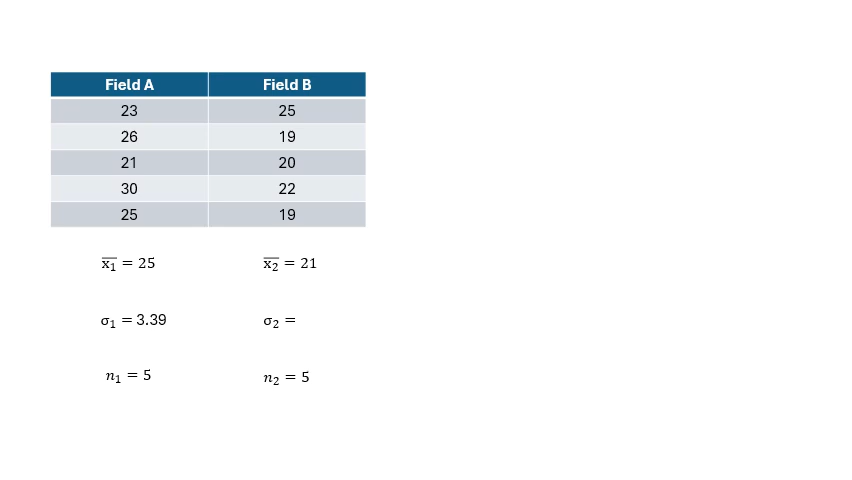 Field A Field B
23 25
26 19
21 20
30 22
25 19
x̅₁ = 25 x̅₂ = 21
σ₁ = 3.39 σ₂ =
n₁ = 5 n₂ = 5